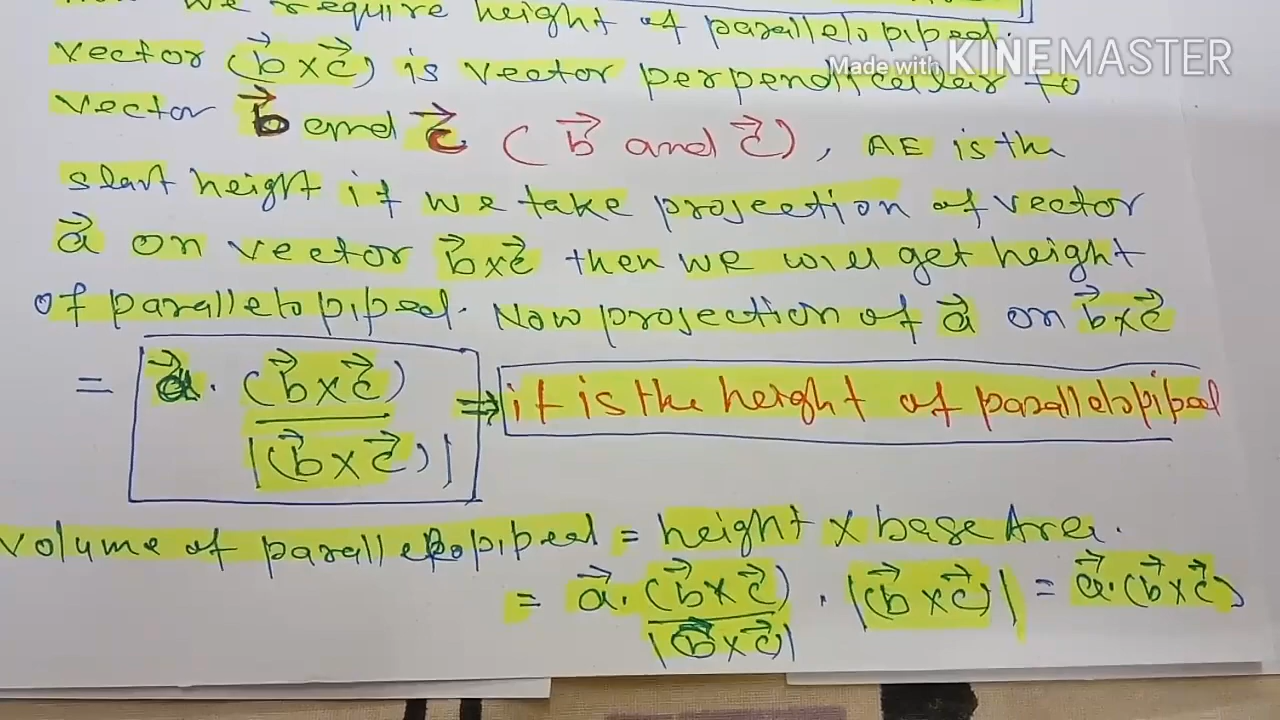 we require height of parallelopiped.
Made with KINEMASTER
vector (b⃗ × c⃗) is vector perpendicular to
vector b⃗ and c⃗ ( b⃗ and c⃗ ), AE is the
slant height if we take projection of vector
a⃗ on vector b⃗×c⃗ then we will get height
of parallelopiped. Now projection of a⃗ on b⃗×c⃗
= a⃗. (b⃗×c⃗) / |(b⃗×c⃗)| ⇒ it is the height of parallelopiped
volume of parallelopiped = height × base Area.
= a⃗. (b⃗×c⃗) / |(b⃗×c⃗)| . |(b⃗×c⃗)| = a⃗.(b⃗×c⃗)